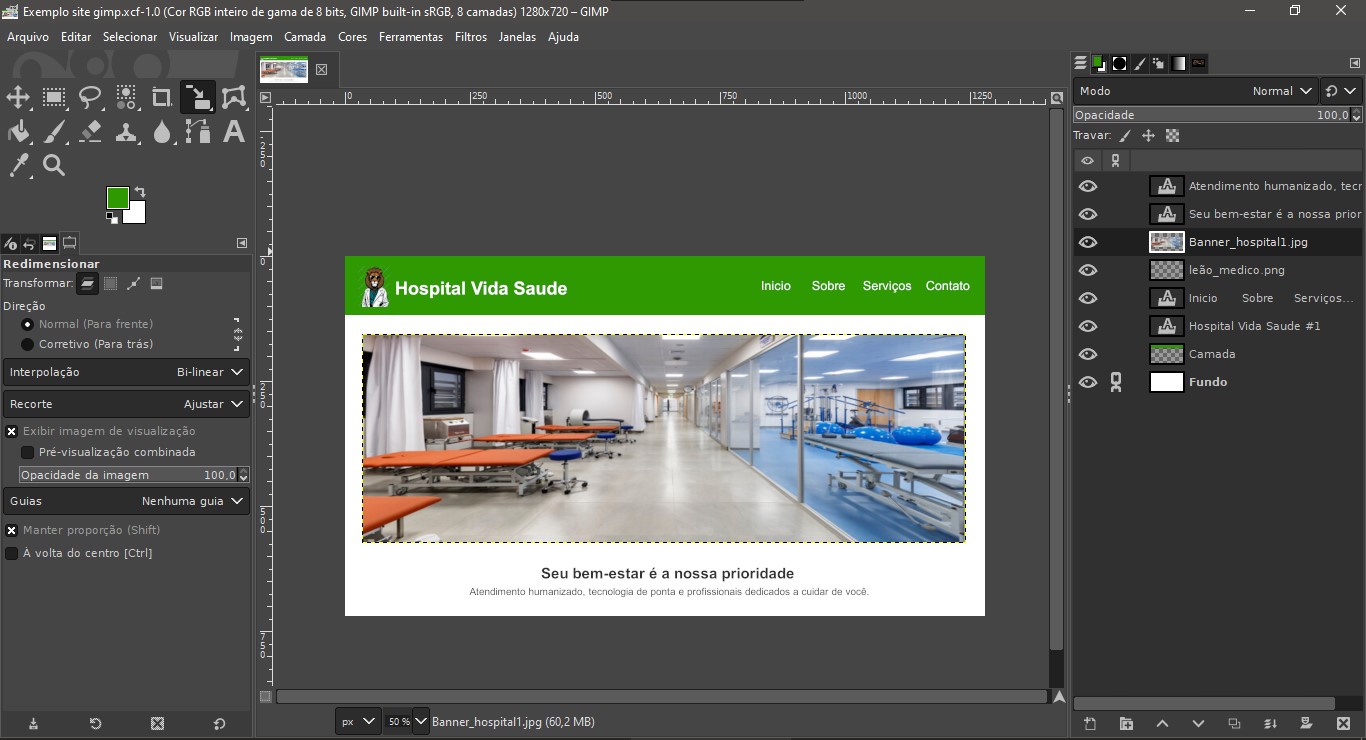 Exemplo site gimp.xcf-1.0 (Cor RGB inteiro de gama de 8 bits, GIMP built-in sRGB, 8 camadas) 1280x720 – GIMP
Arquivo Editar Selecionar Visualizar Imagem Camada Cores Ferramentas Filtros Janelas Ajuda
Redimensionar
Transformar:
Direção
Normal (Para frente)
Corretivo (Para trás)
Interpolação Bi-linear
Recorte Ajustar
Exibir imagem de visualização
Pré-visualização combinada
Opacidade da imagem 100,0
Guias Nenhuma guia
Manter proporção (Shift)
À volta do centro [Ctrl]
0 250 500 750 1000 1250
250
0
250
500
750
Hospital Vida Saude
Inicio Sobre Serviços Contato
Seu bem-estar é a nossa prioridade
Atendimento humanizado, tecnologia de ponta e profissionais dedicados a cuidar de você.
px 50 % Banner_hospital1.jpg (60,2 MB)
Modo Normal
Opacidade 100,0
Travar:
Atendimento humanizado, tecr
Seu bem-estar é a nossa prior
Banner_hospital1.jpg
leão_medico.png
Inicio Sobre Serviços...
Hospital Vida Saude #1
Camada
Fundo